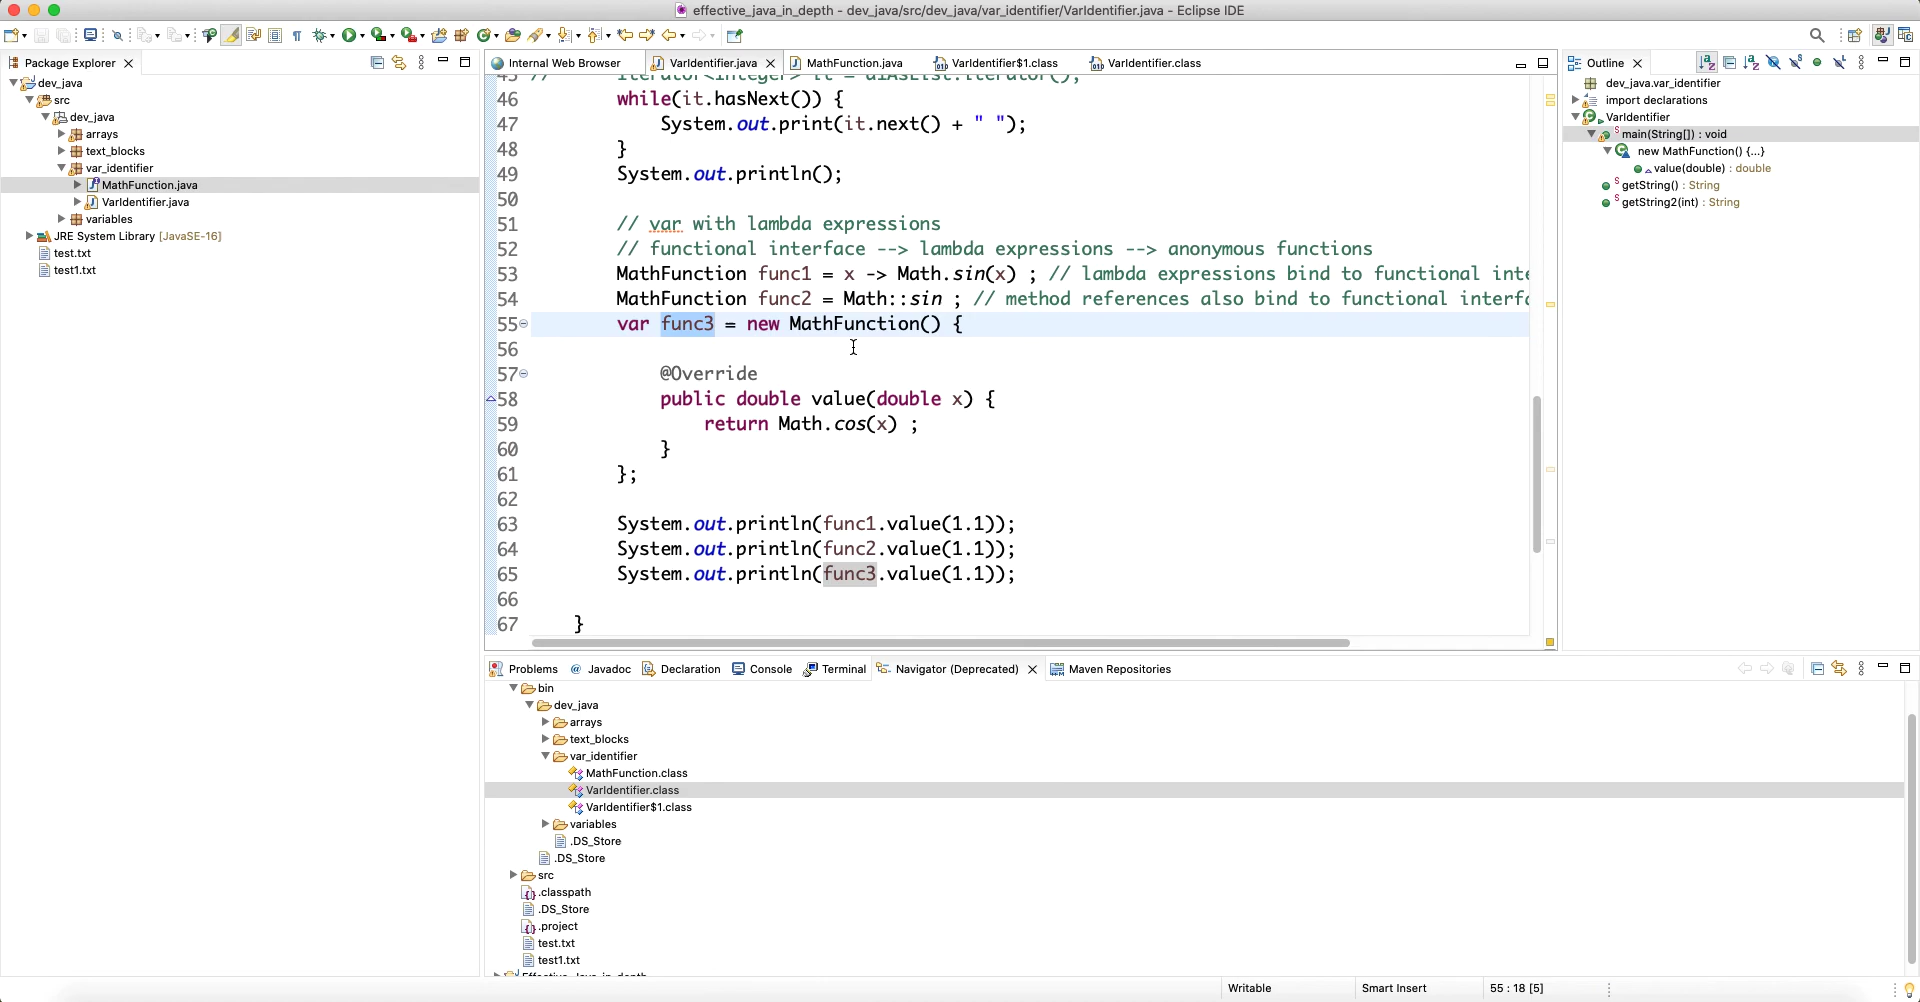 effective_java_in_depth - dev_java/src/dev_java/var_identifier/VarIdentifier.java - Eclipse IDE
Package Explorer
dev_java
src
dev_java
arrays
text_blocks
var_identifier
MathFunction.java
VarIdentifier.java
variables
JRE System Library [JavaSE-16]
test.txt
test1.txt
Internal Web Browser
VarIdentifier.java
MathFunction.java
VarIdentifier$1.class
VarIdentifier.class
45 // Iterator<Integer> it = aiAsList.iterator();
46 while(it.hasNext()) {
47 System.out.print(it.next() + " ");
48 }
49 System.out.println();
50
51 // var with lambda expressions
52 // functional interface --> lambda expressions --> anonymous functions
53 MathFunction func1 = x -> Math.sin(x) ; // lambda expressions bind to functional inte
54 MathFunction func2 = Math::sin ; // method references also bind to functional interfa
55 var func3 = new MathFunction() {
56
57 @Override
58 public double value(double x) {
59 return Math.cos(x) ;
60 }
61 };
62
63 System.out.println(func1.value(1.1));
64 System.out.println(func2.value(1.1));
65 System.out.println(func3.value(1.1));
66
67 }
Outline
dev_java.var_identifier
import declarations
VarIdentifier
main(String[]) : void
new MathFunction() {...}
value(double) : double
getString() : String
getString2(int) : String
Problems
Javadoc
Declaration
Console
Terminal
Navigator (Deprecated)
Maven Repositories
bin
dev_java
arrays
text_blocks
var_identifier
MathFunction.class
VarIdentifier.class
VarIdentifier$1.class
variables
.DS_Store
.DS_Store
src
.classpath
.DS_Store
.project
test.txt
test1.txt
Effective_Java_in_depth
Writable
Smart Insert
55 : 18 [5]